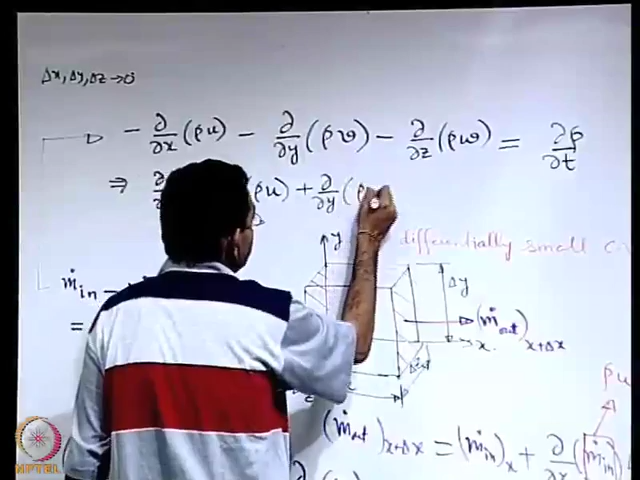 Δx, Δy, Δz → 0
− ∂/∂x (ρu) − ∂/∂y (ρv) − ∂/∂z (ρw) = ∂ρ/∂t
⇒ ρu) + ∂/∂y (ρ
differentially small
y
ṁin −
Δy
=
(ṁout)x+Δx
x
(ṁout)x+Δx = (ṁin)x + ∂/∂x (ṁin)
ρu
NPTEL